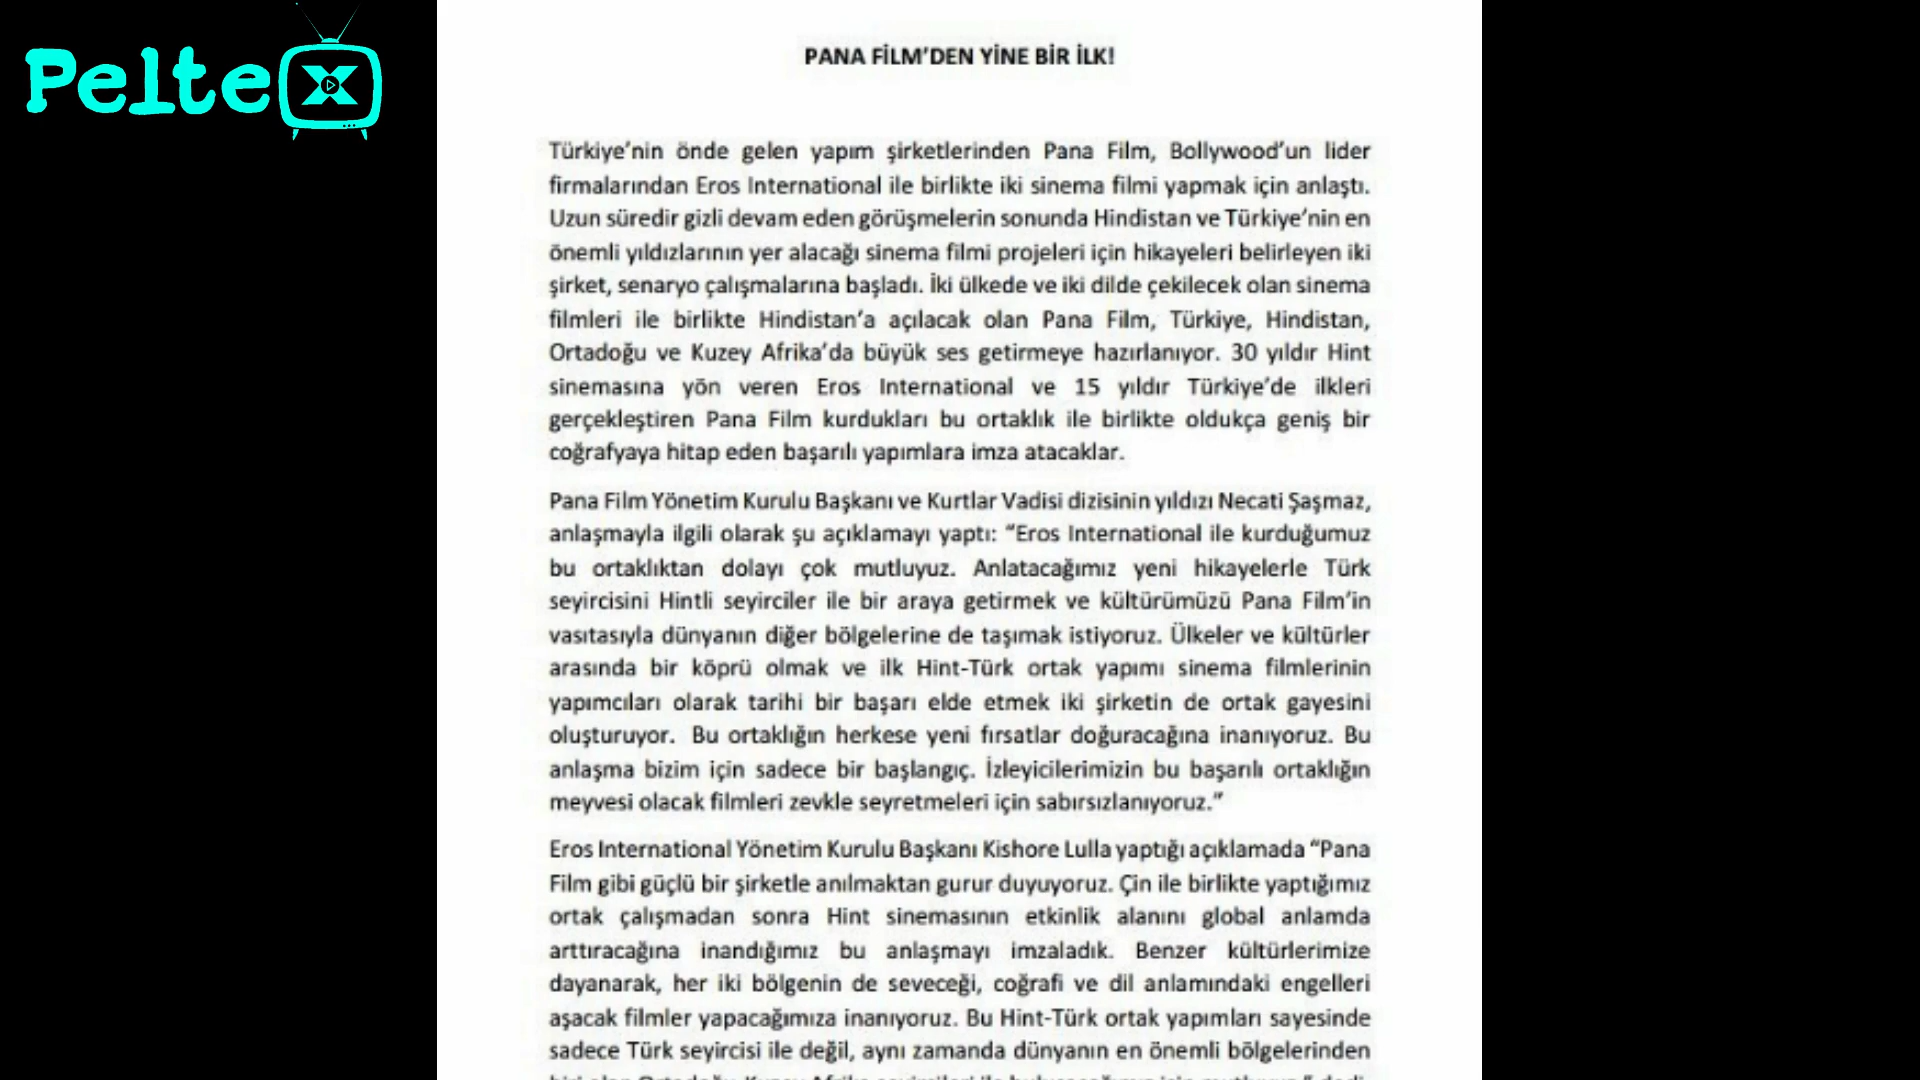 PelteX
PANA FİLM'DEN YİNE BİR İLK!
Türkiye'nin önde gelen yapım şirketlerinden Pana Film, Bollywood'un lider
firmalarından Eros International ile birlikte iki sinema filmi yapmak için anlaştı.
Uzun süredir gizli devam eden görüşmelerin sonunda Hindistan ve Türkiye'nin en
önemli yıldızlarının yer alacağı sinema filmi projeleri için hikayeleri belirleyen iki
şirket, senaryo çalışmalarına başladı. İki ülkede ve iki dilde çekilecek olan sinema
filmleri ile birlikte Hindistan'a açılacak olan Pana Film, Türkiye, Hindistan,
Ortadoğu ve Kuzey Afrika'da büyük ses getirmeye hazırlanıyor. 30 yıldır Hint
sinemasına yön veren Eros International ve 15 yıldır Türkiye'de ilkleri
gerçekleştiren Pana Film kurdukları bu ortaklık ile birlikte oldukça geniş bir
coğrafyaya hitap eden başarılı yapımlara imza atacaklar.
Pana Film Yönetim Kurulu Başkanı ve Kurtlar Vadisi dizisinin yıldızı Necati Şaşmaz,
anlaşmayla ilgili olarak şu açıklamayı yaptı: "Eros International ile kurduğumuz
bu ortaklıktan dolayı çok mutluyuz. Anlatacağımız yeni hikayelerle Türk
seyircisini Hintli seyirciler ile bir araya getirmek ve kültürümüzü Pana Film'in
vasıtasıyla dünyanın diğer bölgelerine de taşımak istiyoruz. Ülkeler ve kültürler
arasında bir köprü olmak ve ilk Hint-Türk ortak yapımı sinema filmlerinin
yapımcıları olarak tarihi bir başarı elde etmek iki şirketin de ortak gayesini
oluşturuyor. Bu ortaklığın herkese yeni fırsatlar doğuracağına inanıyoruz. Bu
anlaşma bizim için sadece bir başlangıç. İzleyicilerimizin bu başarılı ortaklığın
meyvesi olacak filmleri zevkle seyretmeleri için sabırsızlanıyoruz."
Eros International Yönetim Kurulu Başkanı Kishore Lulla yaptığı açıklamada "Pana
Film gibi güçlü bir şirketle anılmaktan gurur duyuyoruz. Çin ile birlikte yaptığımız
ortak çalışmadan sonra Hint sinemasının etkinlik alanını global anlamda
arttıracağına inandığımız bu anlaşmayı imzaladık. Benzer kültürlerimize
dayanarak, her iki bölgenin de seveceği, coğrafi ve dil anlamındaki engelleri
aşacak filmler yapacağımıza inanıyoruz. Bu Hint-Türk ortak yapımları sayesinde
sadece Türk seyircisi ile değil, aynı zamanda dünyanın en önemli bölgelerinden